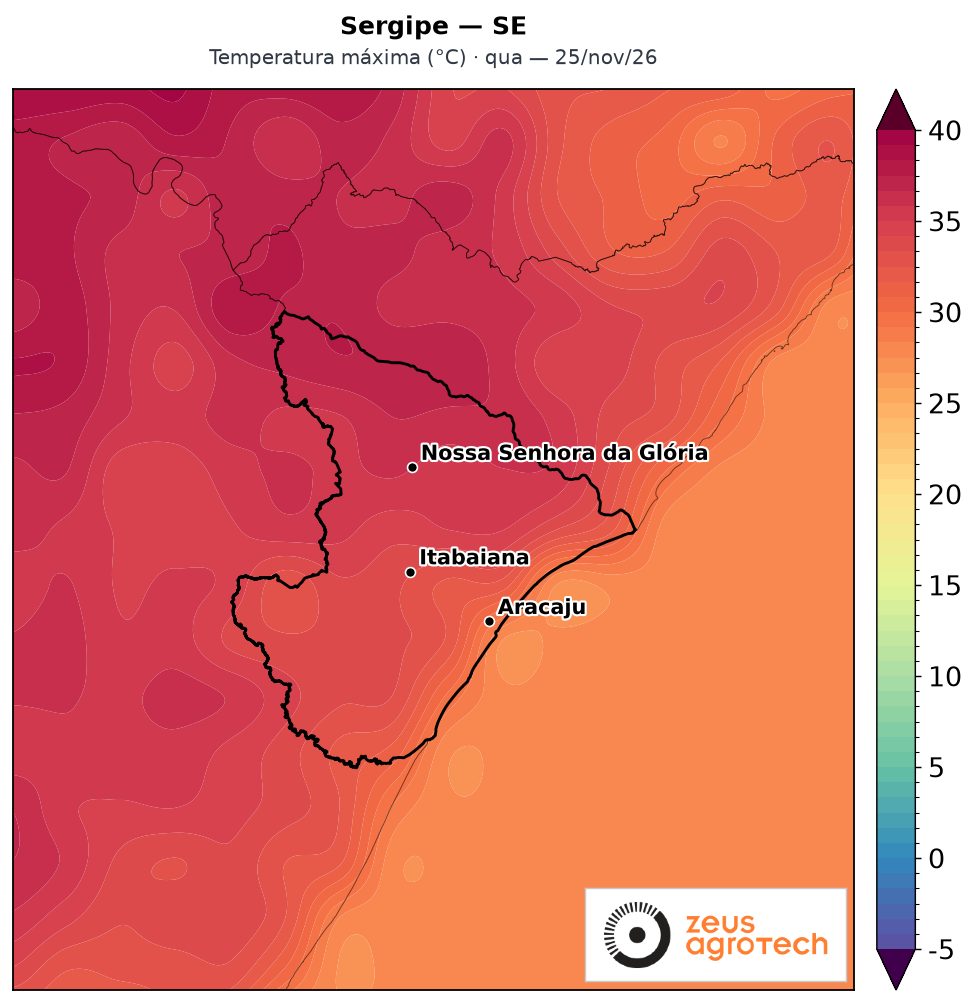 Sergipe — SE
Temperatura máxima (°C) · qua — 25/nov/26
40
35
30
25
20
15
10
5
0
-5
Nossa Senhora da Glória
Itabaiana
Aracaju
zeus
agrotech